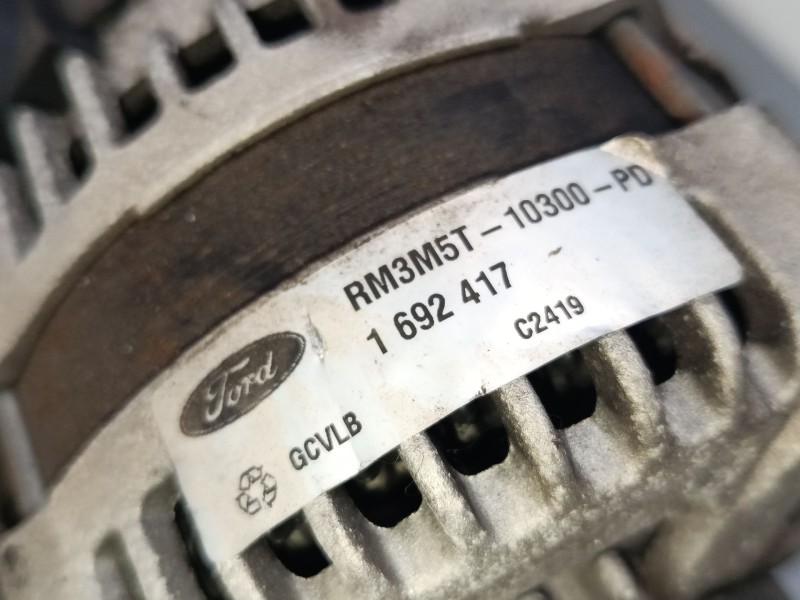 RM3M5T-10300-PD
1 692 417
C2419
Ford
GCVLB